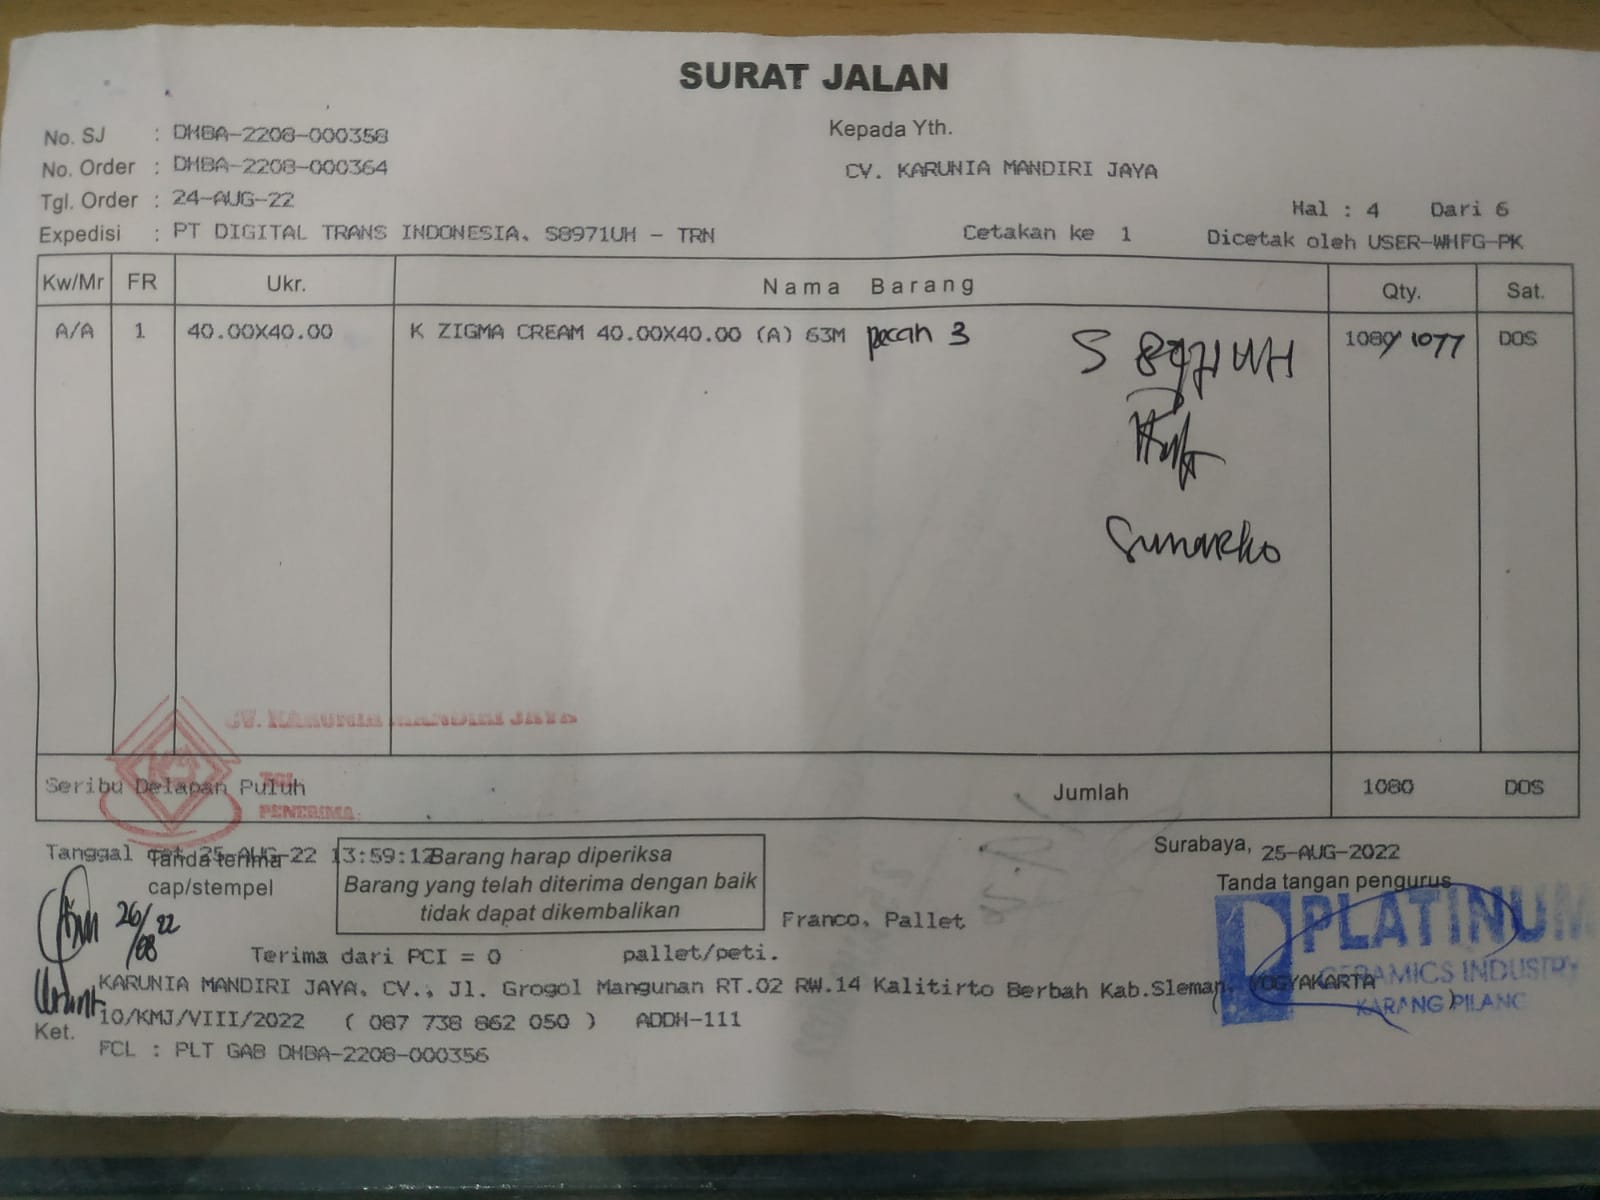 SURAT JALAN
No. SJ : DHBA-2208-000358
Kepada Yth.
No. Order : DHBA-2208-000364
CV. KARUNIA MANDIRI JAYA
Tgl. Order : 24-AUG-22
Hal : 4 Dari 6
Expedisi : PT DIGITAL TRANS INDONESIA. S8971UH - TRN
Cetakan ke 1
Dicetak oleh USER-WHFG-PK
Kw/Mr FR Ukr. Nama Barang Qty. Sat.
A/A 1 40.00X40.00 K ZIGMA CREAM 40.00X40.00 (A) 63M pecah 3 1080/1077 DOS
S 8971 UH
Sunarko
CV. KARUNIA MANDIRI JAYA
TGL.
PENERIMA:
Seribu Delapan Puluh Jumlah 1080 DOS
Tanggal cet 25-AUG-22 13:59:12
Tanda terima
cap/stempel
26/08 22
Barang harap diperiksa
Barang yang telah diterima dengan baik
tidak dapat dikembalikan
Surabaya, 25-AUG-2022
Tanda tangan pengurus
Franco. Pallet
PLATINUM
CERAMICS INDUSTRY
KARANG PILANG
Terima dari PCI = 0 pallet/peti.
KARUNIA MANDIRI JAYA. CV., Jl. Grogol Mangunan RT.02 RW.14 Kalitirto Berbah Kab.Sleman. YOGYAKARTA
10/KMJ/VIII/2022 ( 087 738 862 050 ) ADDH-111
Ket.
FCL : PLT GAB DHBA-2208-000356